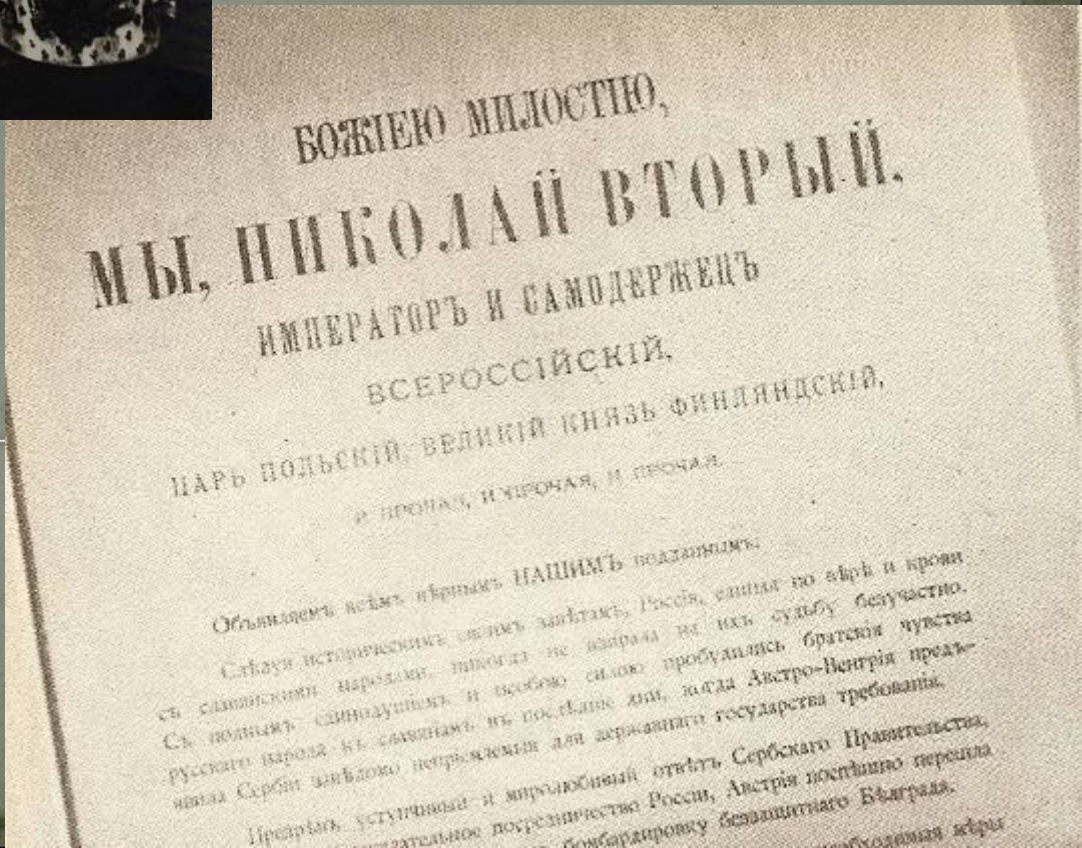 БОЖІЕЮ МИЛОСТІЮ,
МЫ, НИКОЛАЙ ВТОРЫЙ,
ИМПЕРАТОРЪ И САМОДЕРЖЕЦЪ
ВСЕРОССІЙСКІЙ,
ЦАРЬ ПОЛЬСКІЙ, ВЕЛИКІЙ КНЯЗЬ ФИНЛЯНДСКІЙ,
И ПРОЧАЯ, И ПРОЧАЯ, И ПРОЧАЯ.
Объявляемъ всѣмъ вѣрнымъ НАШИМЪ подданнымъ:
Слѣдуя историческимъ своимъ завѣтамъ, Россія, единая по вѣрѣ и крови
съ славянскими народами, никогда не взирала на ихъ судьбу безучастно.
Съ полнымъ единодушіемъ и особою силою пробудились братскія чувства
русскаго народа къ славянамъ въ послѣдніе дни, когда Австро-Венгрія предъ-
явила Сербіи завѣдомо непріемлемыя для державнаго государства требованія.
Презрѣвъ уступчивый и миролюбивый отвѣтъ Сербскаго Правительства,
посредничество Россіи, Австрія поспѣшно перешла
бомбардировку беззащитнаго Бѣлграда.
необходимыя мѣры